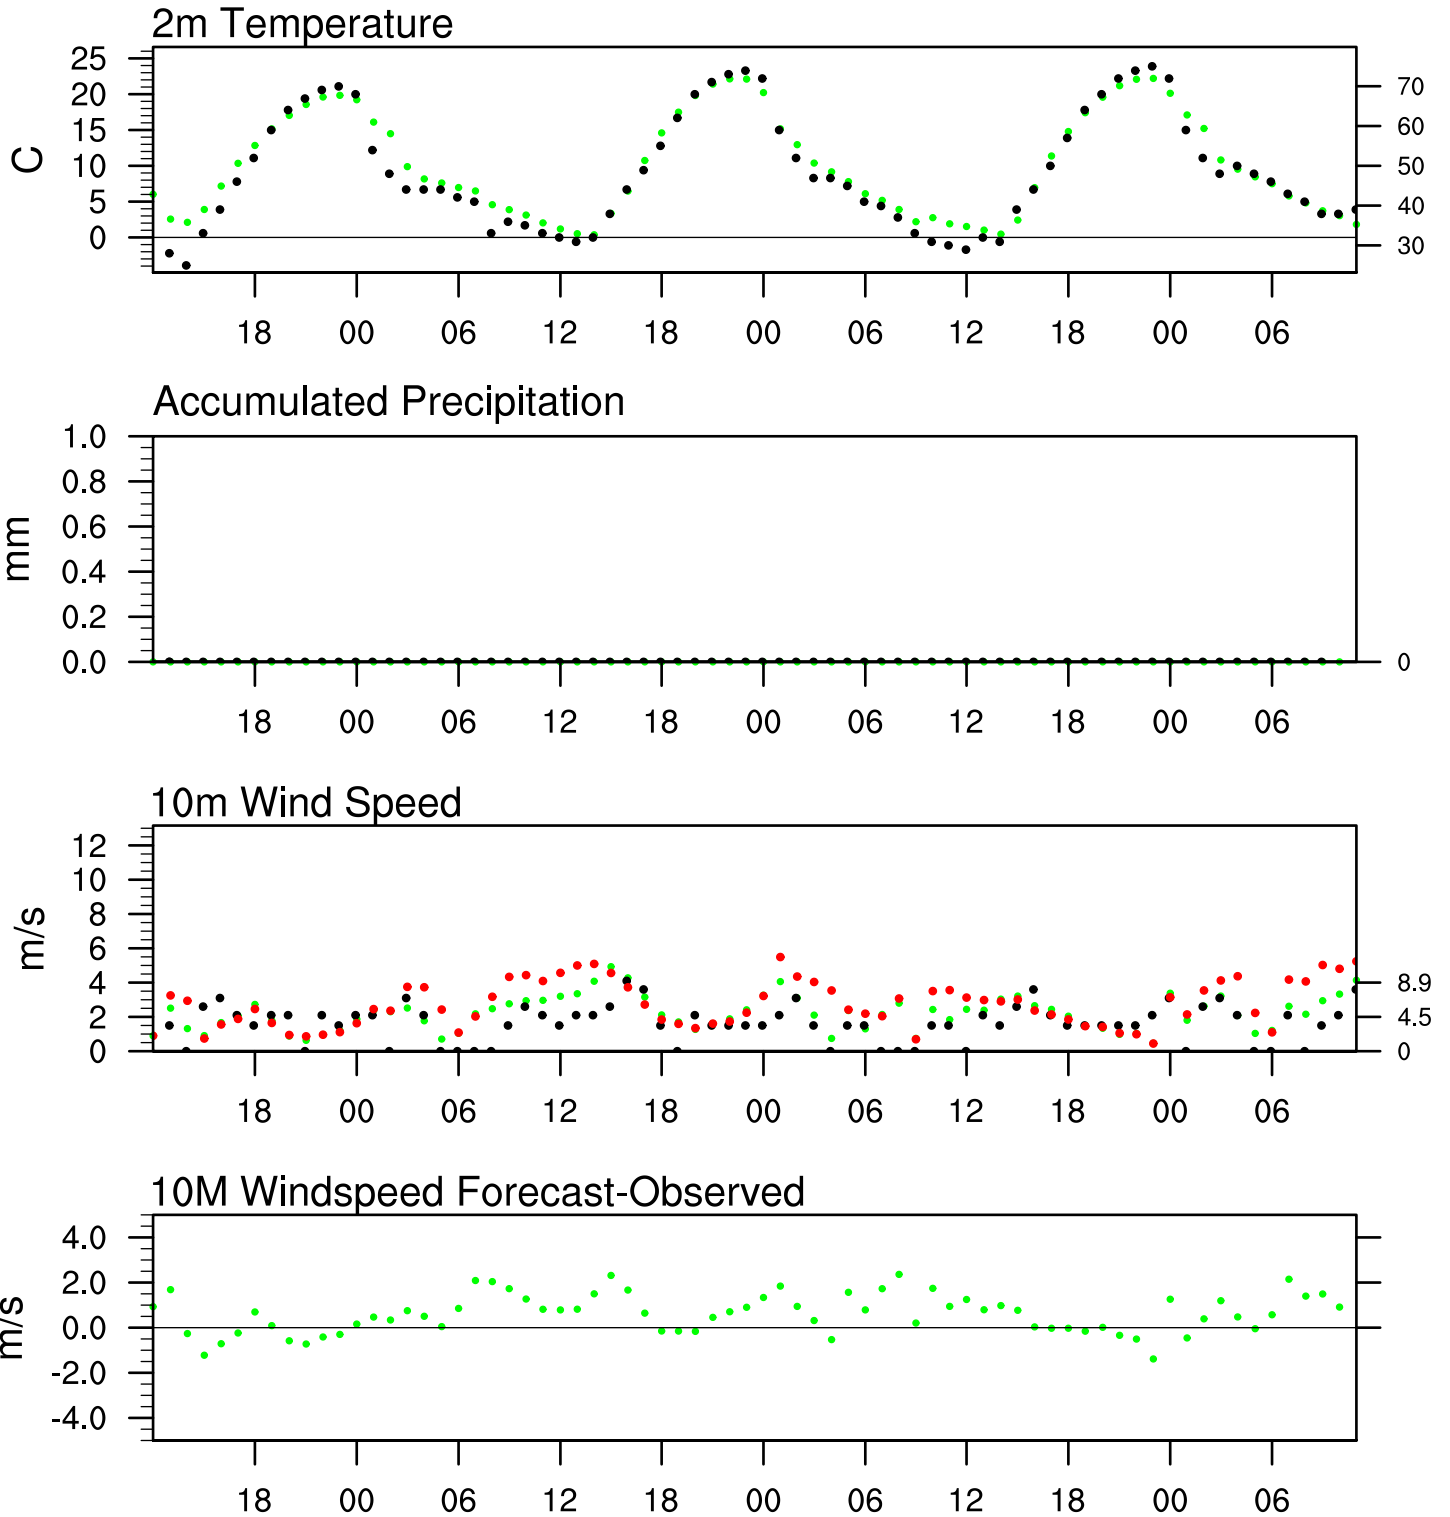 2m Temperature
25
20
15
10
5
0
C
70
60
50
40
30
18 00 06 12 18 00 06 12 18 00 06
Accumulated Precipitation
1.0
0.8
0.6
0.4
0.2
0.0
mm
0
18 00 06 12 18 00 06 12 18 00 06
10m Wind Speed
12
10
8
6
4
2
0
m/s
8.9
4.5
0
18 00 06 12 18 00 06 12 18 00 06
10M Windspeed Forecast-Observed
4.0
2.0
0.0
-2.0
-4.0
m/s
18 00 06 12 18 00 06 12 18 00 06